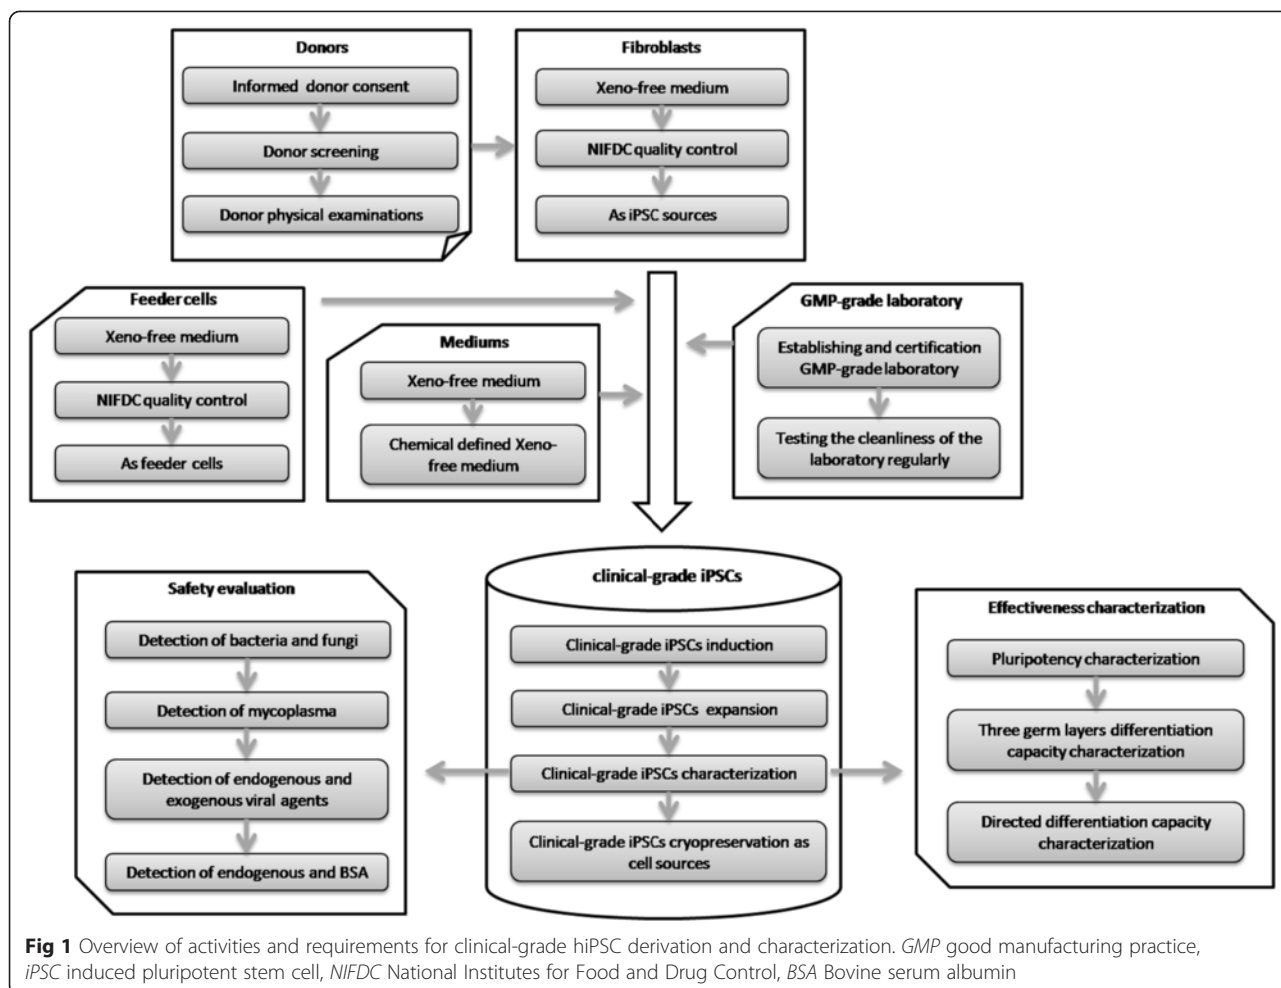 Donors
Informed donor consent
Donor screening
Donor physical examinations
Fibroblasts
Xeno-free medium
NIFDC quality control
As iPSC sources
Feeder cells
Xeno-free medium
NIFDC quality control
As feeder cells
Mediums
Xeno-free medium
Chemical defined Xeno-
free medium
GMP-grade laboratory
Establishing and certification
GMP-grade laboratory
Testing the cleanliness of the
laboratory regularly
Safety evaluation
Detection of bacteria and fungi
Detection of mycoplasma
Detection of endogenous and
exogenous viral agents
Detection of endogenous and BSA
clinical-grade iPSCs
Clinical-grade iPSCs induction
Clinical-grade iPSCs expansion
Clinical-grade iPSCs characterization
Clinical-grade iPSCs cryopreservation as
cell sources
Effectiveness characterization
Pluripotency characterization
Three germ layers differentiation
capacity characterization
Directed differentiation capacity
characterization
Fig 1 Overview of activities and requirements for clinical-grade hiPSC derivation and characterization. GMP good manufacturing practice,
iPSC induced pluripotent stem cell, NIFDC National Institutes for Food and Drug Control, BSA Bovine serum albumin